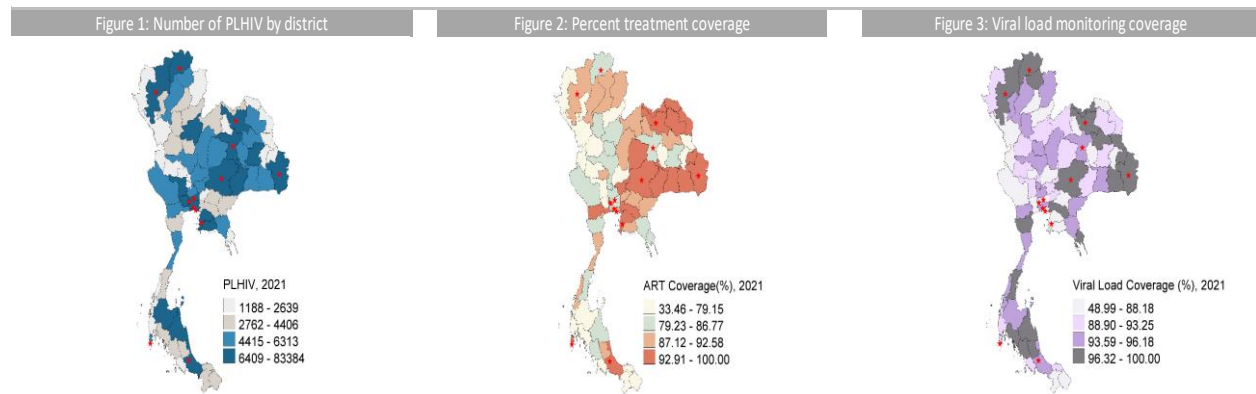 Figure 1: Number of PLHIV by district
PLHIV, 2021
1188 - 2639
2762 - 4406
4415 - 6313
6409 - 83384
Figure 2: Percent treatment coverage
ART Coverage(%), 2021
33.46 - 79.15
79.23 - 86.77
87.12 - 92.58
92.91 - 100.00
Figure 3: Viral load monitoring coverage
Viral Load Coverage (%), 2021
48.99 - 88.18
88.90 - 93.25
93.59 - 96.18
96.32 - 100.00